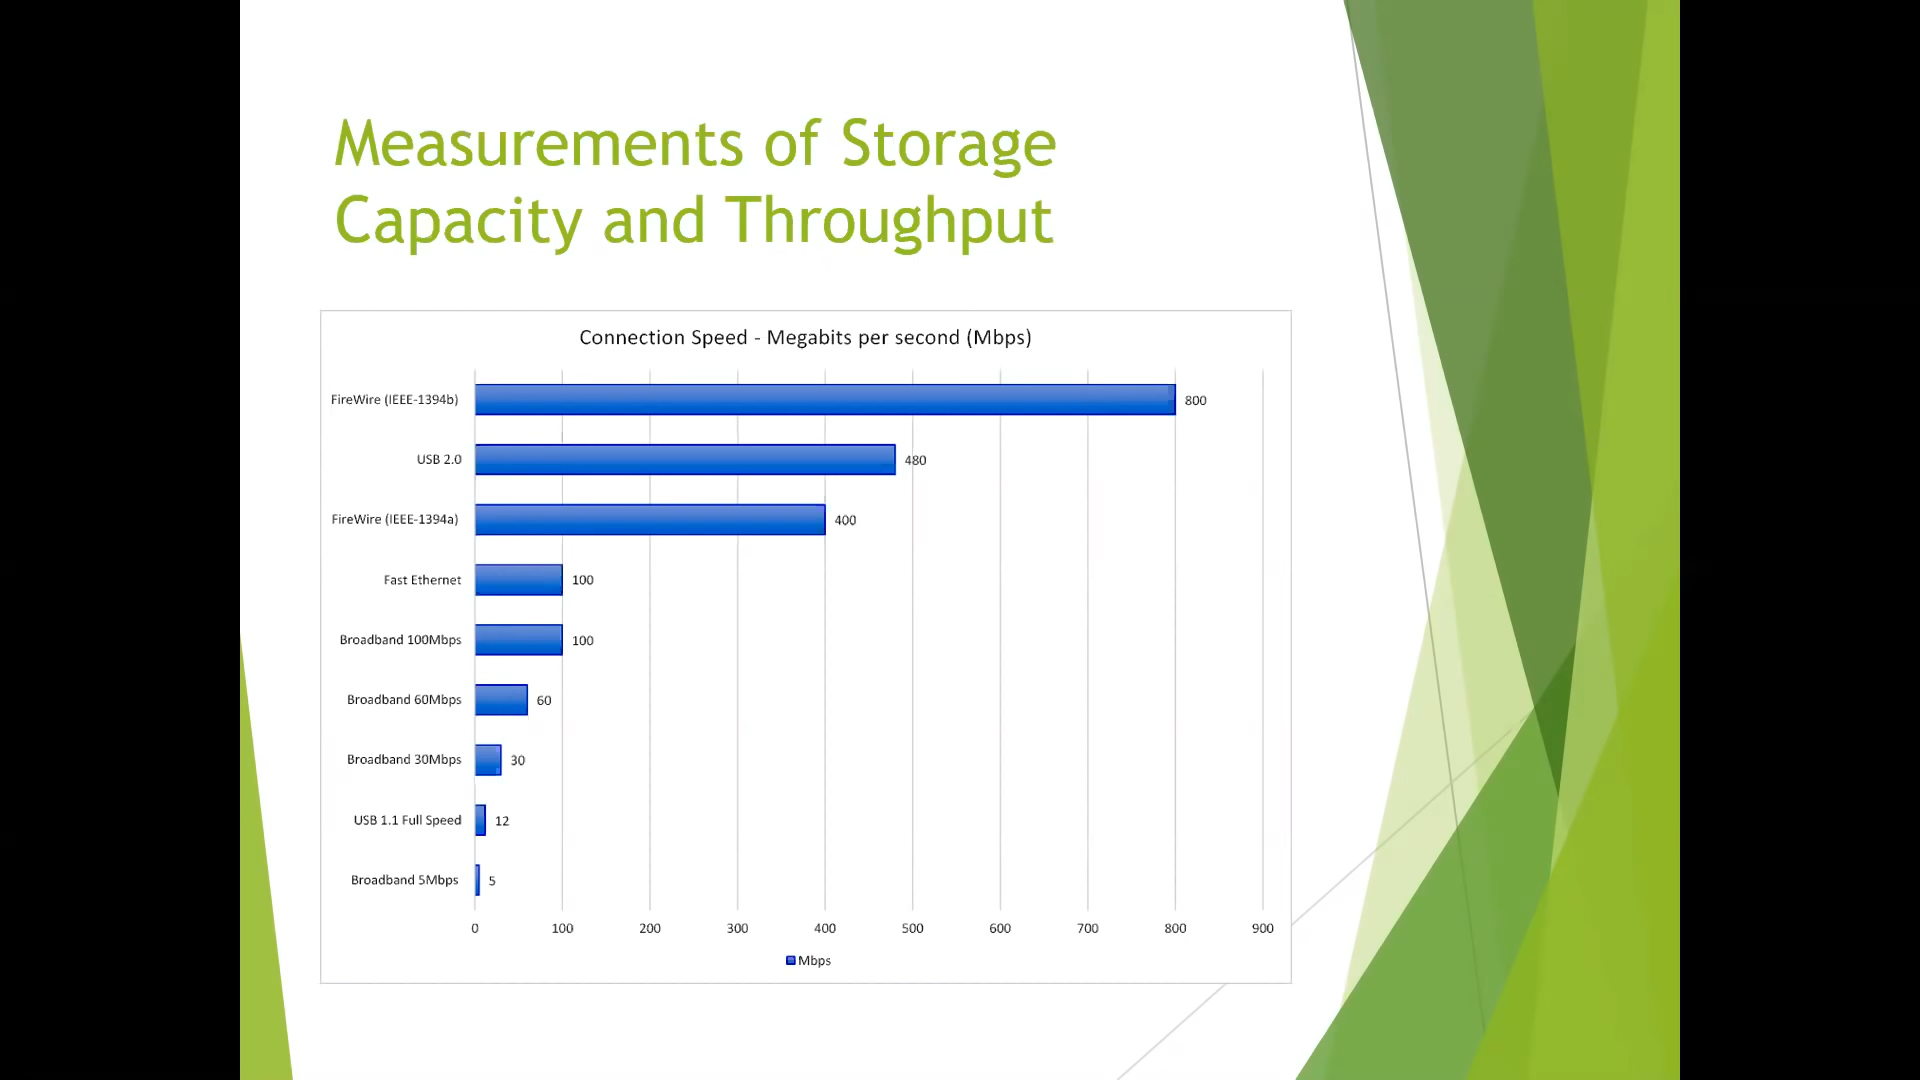 Measurements of Storage
Capacity and Throughput
Connection Speed - Megabits per second (Mbps)
FireWire (IEEE-1394b) 800
USB 2.0 480
FireWire (IEEE-1394a) 400
Fast Ethernet 100
Broadband 100Mbps 100
Broadband 60Mbps 60
Broadband 30Mbps 30
USB 1.1 Full Speed 12
Broadband 5Mbps 5
0 100 200 300 400 500 600 700 800 900
Mbps